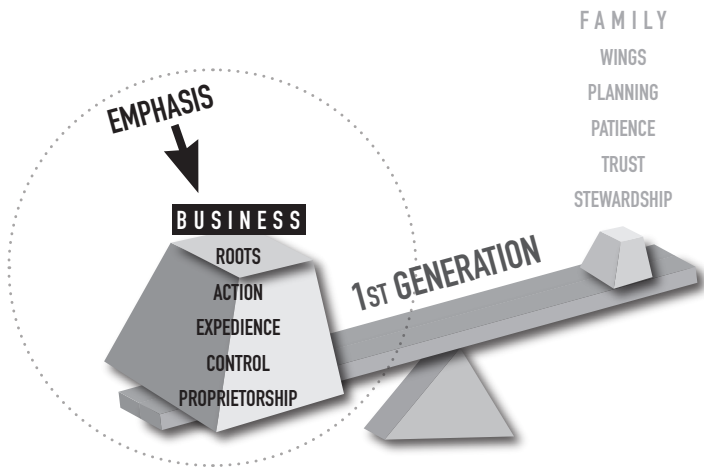 EMPHASIS
BUSINESS
ROOTS
ACTION
EXPEDIENCE
CONTROL
PROPRIETORSHIP
1ST GENERATION
FAMILY
WINGS
PLANNING
PATIENCE
TRUST
STEWARDSHIP